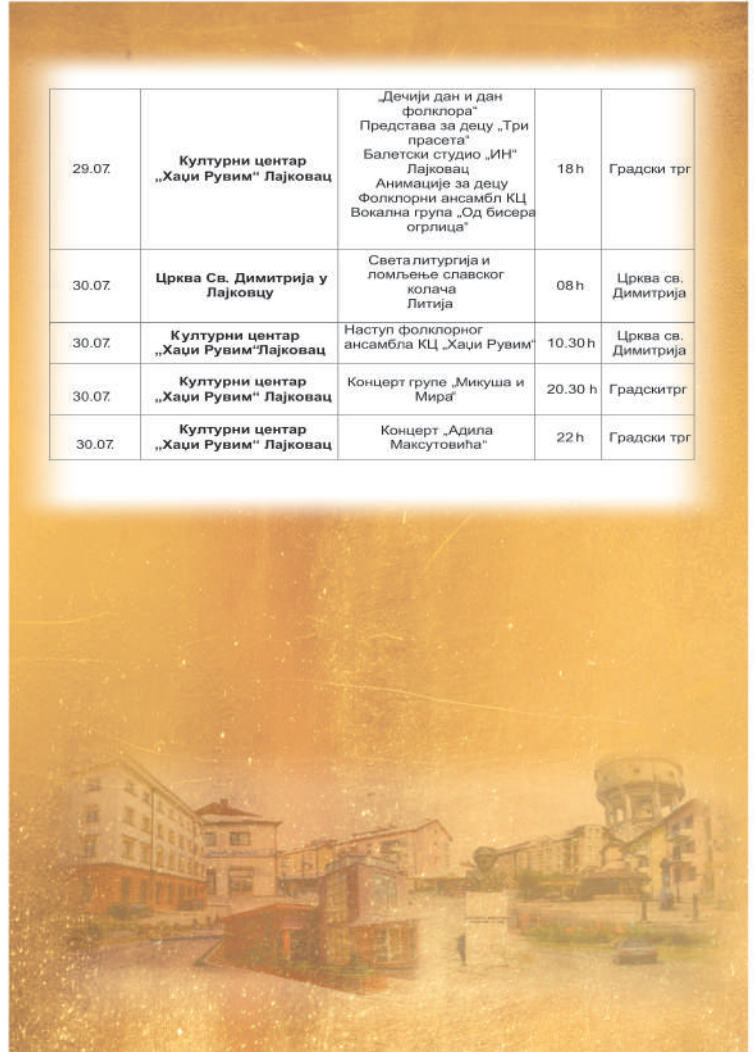 29.07.
Културни центар
„Хаџи Рувим“ Лајковац
„Дечији дан и дан
фолклора“
Представа за децу „Три
прасета“
Балетски студио „ИН“
Лајковац
Анимације за децу
Фолклорни ансамбл КЦ
Вокална група „Од бисера
огрлица“
18 h
Градски трг
30.07.
Црква Св. Димитрија у
Лајковцу
Света литургија и
ломљење славског
колача
Литија
08 h
Црква св.
Димитрија
30.07.
Културни центар
„Хаџи Рувим“Лајковац
Наступ фолклорног
ансамбла КЦ „Хаџи Рувим“
10.30 h
Црква св.
Димитрија
30.07.
Културни центар
„Хаџи Рувим“ Лајковац
Концерт групе „Микуша и
Мира“
20.30 h
Градскитрг
30.07.
Културни центар
„Хаџи Рувим“ Лајковац
Концерт „Адила
Максутовића“
22 h
Градски трг